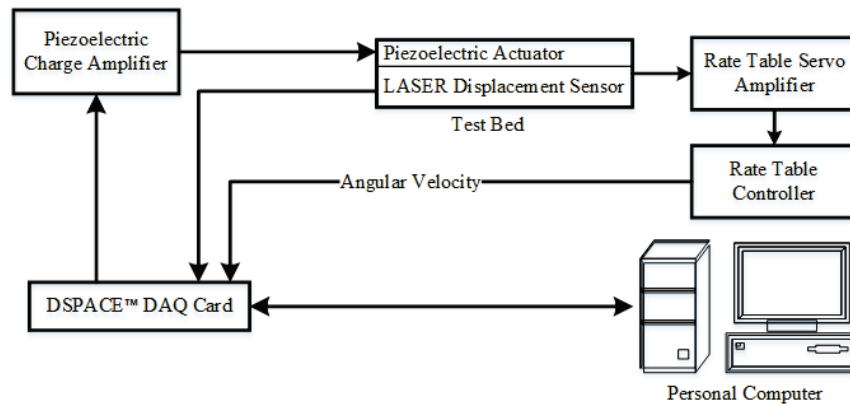 Piezoelectric
Charge Amplifier
Piezoelectric Actuator
LASER Displacement Sensor
Test Bed
Rate Table Servo
Amplifier
Rate Table
Controller
Angular Velocity
DSPACE™ DAQ Card
Personal Computer